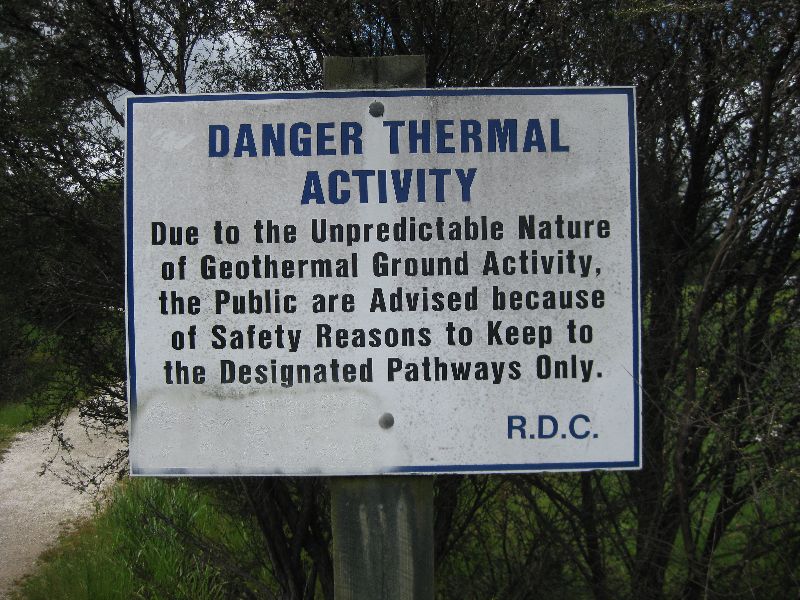 DANGER THERMAL
ACTIVITY
Due to the Unpredictable Nature
of Geothermal Ground Activity,
the Public are Advised because
of Safety Reasons to Keep to
the Designated Pathways Only.
R.D.C.